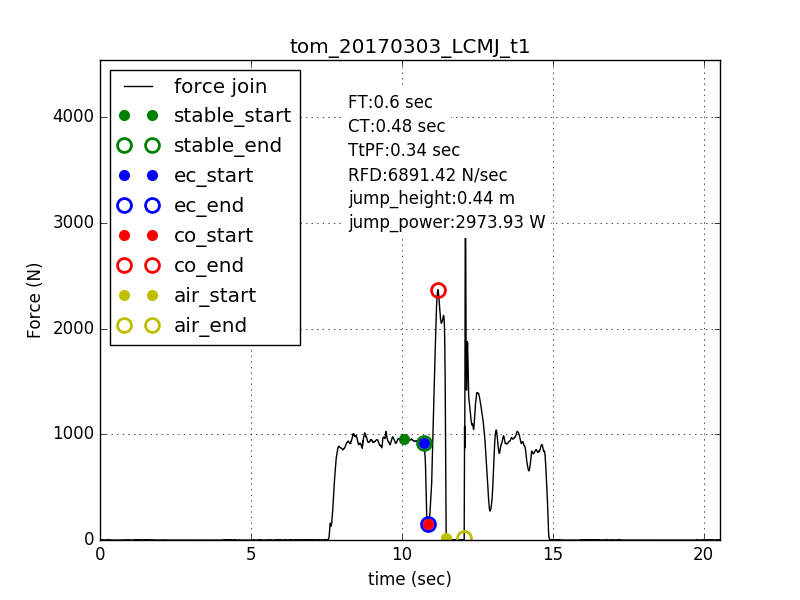 tom_20170303_LCMJ_t1
force join
stable_start
stable_end
ec_start
ec_end
co_start
co_end
air_start
air_end
FT:0.6 sec
CT:0.48 sec
TtPF:0.34 sec
RFD:6891.42 N/sec
jump_height:0.44 m
jump_power:2973.93 W
Force (N)
4000
3000
2000
1000
0
0 5 10 15 20
time (sec)